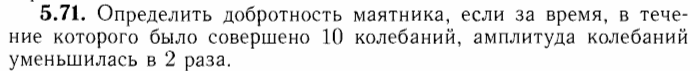 5.71. Определить добротность маятника, если за время, в тече-
ние которого было совершено 10 колебаний, амплитуда колебаний
уменьшилась в 2 раза.